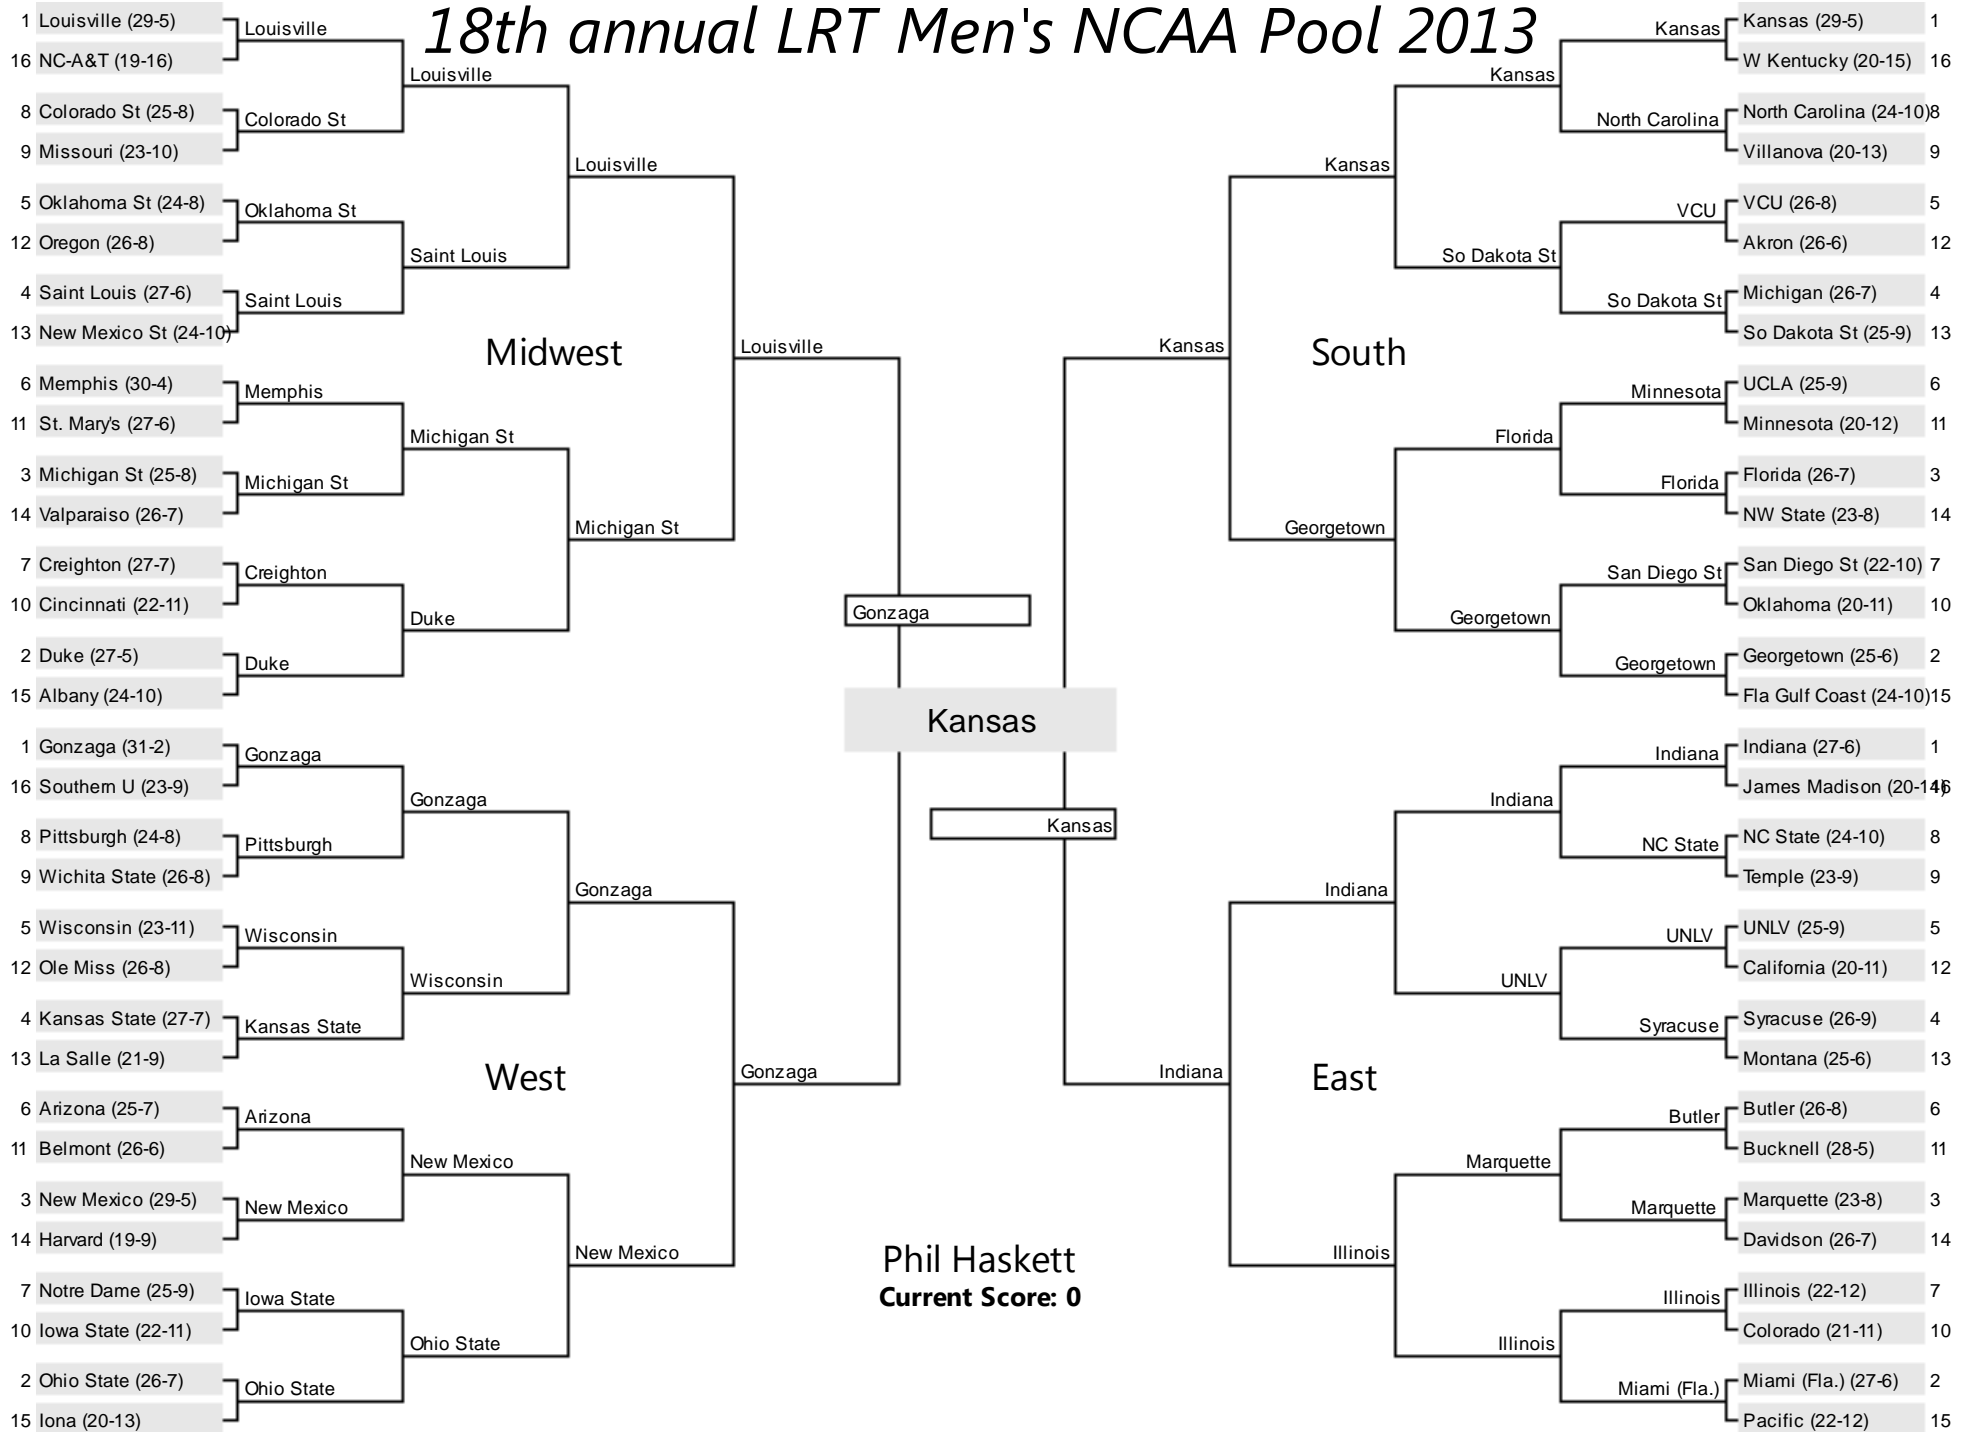 18th annual LRT Men's NCAA Pool 2013
1 Louisville (29-5)
16 NC-A&T (19-16)
8 Colorado St (25-8)
9 Missouri (23-10)
5 Oklahoma St (24-8)
12 Oregon (26-8)
4 Saint Louis (27-6)
13 New Mexico St (24-10)
6 Memphis (30-4)
11 St. Mary's (27-6)
3 Michigan St (25-8)
14 Valparaiso (26-7)
7 Creighton (27-7)
10 Cincinnati (22-11)
2 Duke (27-5)
15 Albany (24-10)
1 Gonzaga (31-2)
16 Southern U (23-9)
8 Pittsburgh (24-8)
9 Wichita State (26-8)
5 Wisconsin (23-11)
12 Ole Miss (26-8)
4 Kansas State (27-7)
13 La Salle (21-9)
6 Arizona (25-7)
11 Belmont (26-6)
3 New Mexico (29-5)
14 Harvard (19-9)
7 Notre Dame (25-9)
10 Iowa State (22-11)
2 Ohio State (26-7)
15 Iona (20-13)
Louisville
Colorado St
Oklahoma St
Saint Louis
Memphis
Michigan St
Creighton
Duke
Gonzaga
Pittsburgh
Wisconsin
Kansas State
Arizona
New Mexico
Iowa State
Ohio State
Louisville
Saint Louis
Michigan St
Duke
Gonzaga
Wisconsin
New Mexico
Ohio State
Midwest
West
Louisville
Michigan St
Gonzaga
New Mexico
Louisville
Gonzaga
Gonzaga
Kansas
Kansas
Phil Haskett
Current Score: 0
Kansas
Indiana
Kansas
Georgetown
Indiana
Illinois
South
East
Kansas
So Dakota St
Florida
Georgetown
Indiana
UNLV
Marquette
Illinois
Kansas
North Carolina
VCU
So Dakota St
Minnesota
Florida
San Diego St
Georgetown
Indiana
NC State
UNLV
Syracuse
Butler
Marquette
Illinois
Miami (Fla.)
Kansas (29-5) 1
W Kentucky (20-15) 16
North Carolina (24-10) 8
Villanova (20-13) 9
VCU (26-8) 5
Akron (26-6) 12
Michigan (26-7) 4
So Dakota St (25-9) 13
UCLA (25-9) 6
Minnesota (20-12) 11
Florida (26-7) 3
NW State (23-8) 14
San Diego St (22-10) 7
Oklahoma (20-11) 10
Georgetown (25-6) 2
Fla Gulf Coast (24-10) 15
Indiana (27-6) 1
James Madison (20-14) 16
NC State (24-10) 8
Temple (23-9) 9
UNLV (25-9) 5
California (20-11) 12
Syracuse (26-9) 4
Montana (25-6) 13
Butler (26-8) 6
Bucknell (28-5) 11
Marquette (23-8) 3
Davidson (26-7) 14
Illinois (22-12) 7
Colorado (21-11) 10
Miami (Fla.) (27-6) 2
Pacific (22-12) 15